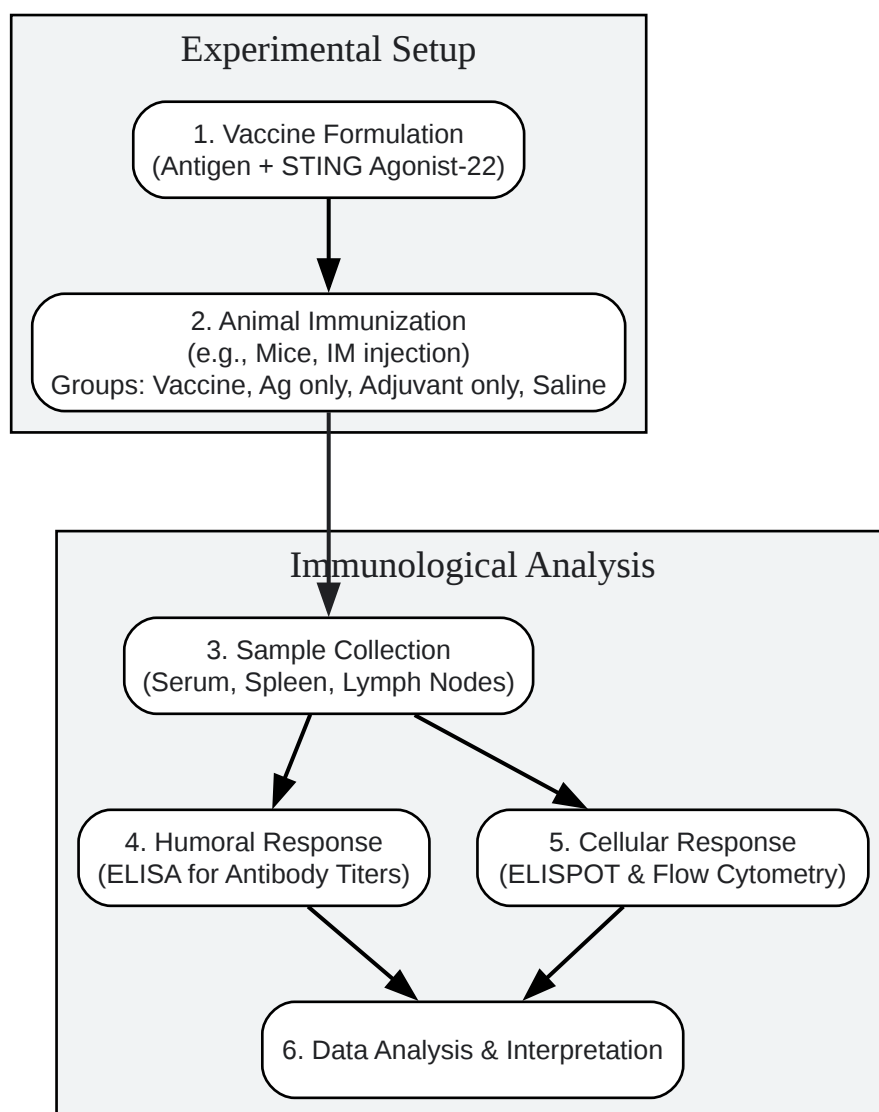 Experimental Setup
1. Vaccine Formulation
(Antigen + STING Agonist-22)
2. Animal Immunization
(e.g., Mice, IM injection)
Groups: Vaccine, Ag only, Adjuvant only, Saline
Immunological Analysis
3. Sample Collection
(Serum, Spleen, Lymph Nodes)
4. Humoral Response
(ELISA for Antibody Titers)
5. Cellular Response
(ELISPOT & Flow Cytometry)
6. Data Analysis & Interpretation